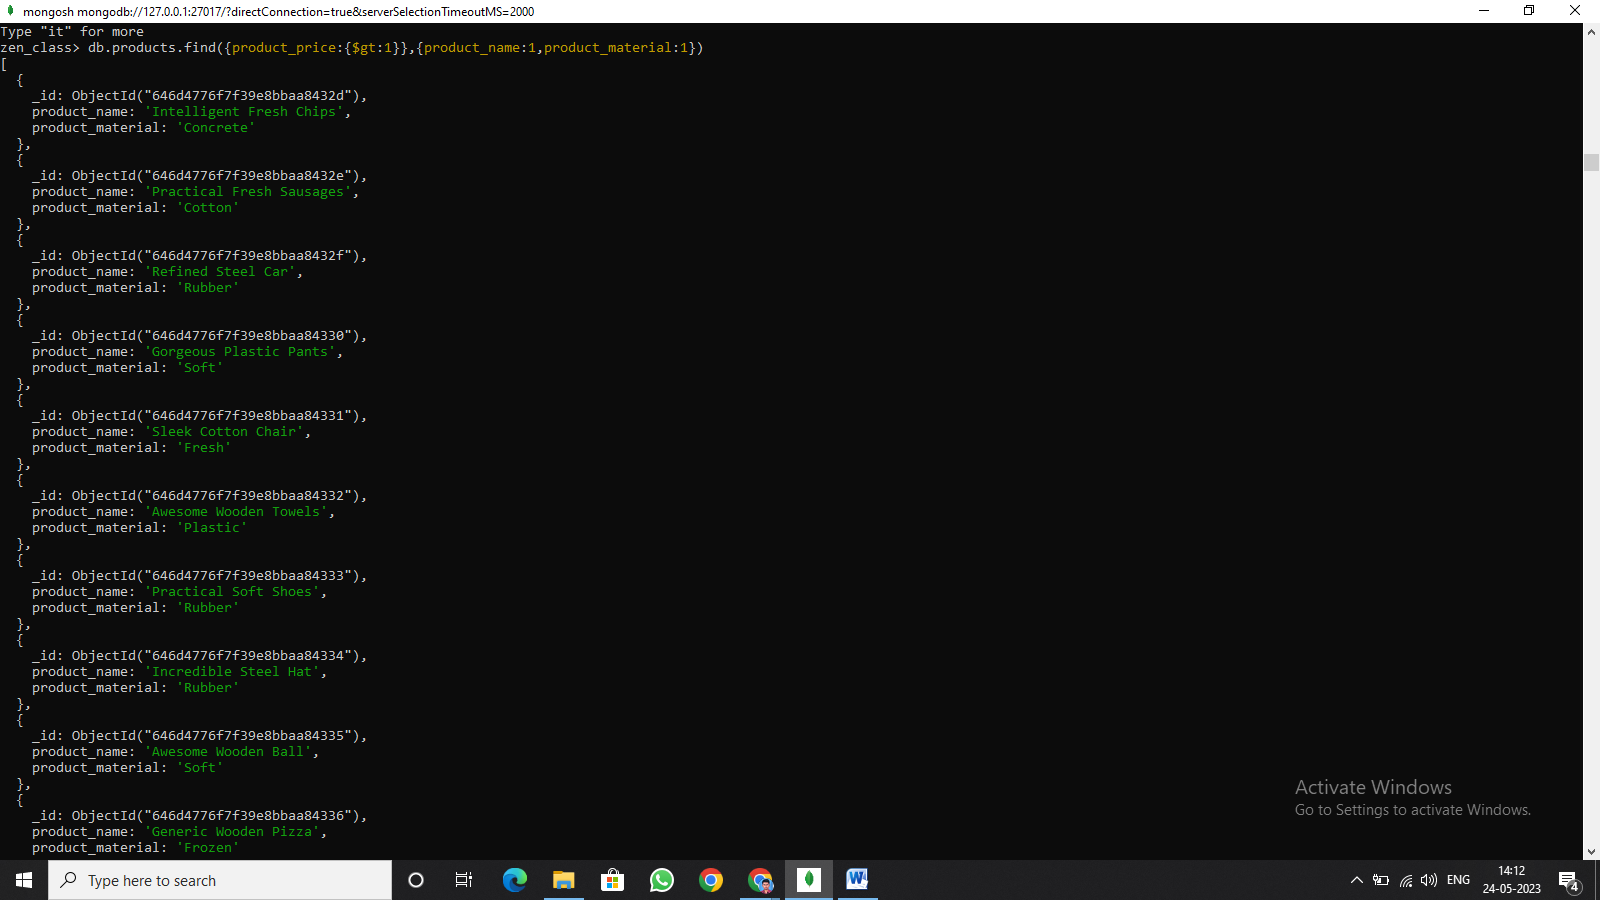 mongosh mongodb://127.0.0.1:27017/?directConnection=true&serverSelectionTimeoutMS=2000
Type "it" for more
zen_class> db.products.find({product_price:{$gt:1}},{product_name:1,product_material:1})
[
  {
    _id: ObjectId("646d4776f7f39e8bbaa8432d"),
    product_name: 'Intelligent Fresh Chips',
    product_material: 'Concrete'
  },
  {
    _id: ObjectId("646d4776f7f39e8bbaa8432e"),
    product_name: 'Practical Fresh Sausages',
    product_material: 'Cotton'
  },
  {
    _id: ObjectId("646d4776f7f39e8bbaa8432f"),
    product_name: 'Refined Steel Car',
    product_material: 'Rubber'
  },
  {
    _id: ObjectId("646d4776f7f39e8bbaa84330"),
    product_name: 'Gorgeous Plastic Pants',
    product_material: 'Soft'
  },
  {
    _id: ObjectId("646d4776f7f39e8bbaa84331"),
    product_name: 'Sleek Cotton Chair',
    product_material: 'Fresh'
  },
  {
    _id: ObjectId("646d4776f7f39e8bbaa84332"),
    product_name: 'Awesome Wooden Towels',
    product_material: 'Plastic'
  },
  {
    _id: ObjectId("646d4776f7f39e8bbaa84333"),
    product_name: 'Practical Soft Shoes',
    product_material: 'Rubber'
  },
  {
    _id: ObjectId("646d4776f7f39e8bbaa84334"),
    product_name: 'Incredible Steel Hat',
    product_material: 'Rubber'
  },
  {
    _id: ObjectId("646d4776f7f39e8bbaa84335"),
    product_name: 'Awesome Wooden Ball',
    product_material: 'Soft'
  },
  {
    _id: ObjectId("646d4776f7f39e8bbaa84336"),
    product_name: 'Generic Wooden Pizza',
    product_material: 'Frozen'
Activate Windows
Go to Settings to activate Windows.
Type here to search
W
ENG
14:12
24-05-2023
4